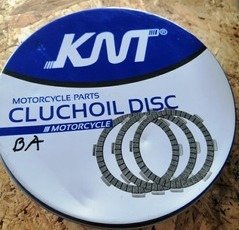 KNT®
MOTORCYCLE PARTS
CLUCHOIL DISC
MOTORCYCLE
BA